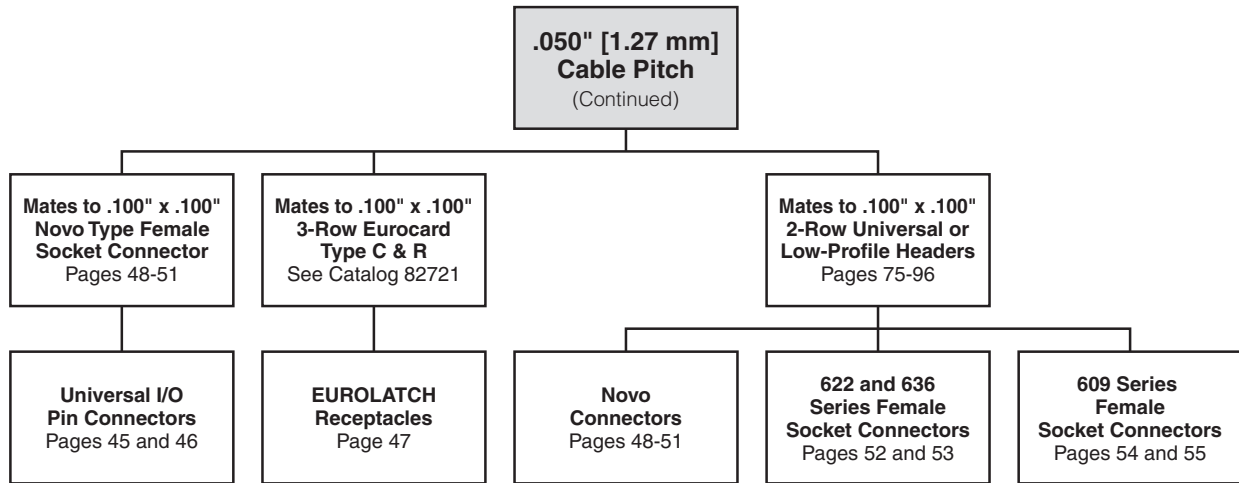 .050" [1.27 mm]
Cable Pitch
(Continued)
Mates to .100" x .100"
Novo Type Female
Socket Connector
Pages 48-51
Mates to .100" x .100"
3-Row Eurocard
Type C & R
See Catalog 82721
Mates to .100" x .100"
2-Row Universal or
Low-Profile Headers
Pages 75-96
Universal I/O
Pin Connectors
Pages 45 and 46
EUROLATCH
Receptacles
Page 47
Novo
Connectors
Pages 48-51
622 and 636
Series Female
Socket Connectors
Pages 52 and 53
609 Series
Female
Socket Connectors
Pages 54 and 55